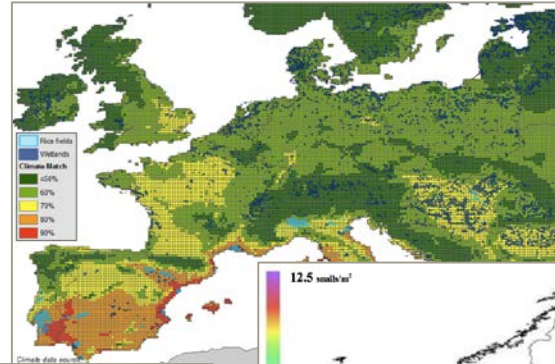 Rice fields
Wetlands
Climate Match
≤50%
60%
70%
80%
90%
12.5 snails/m²
Climate data source: